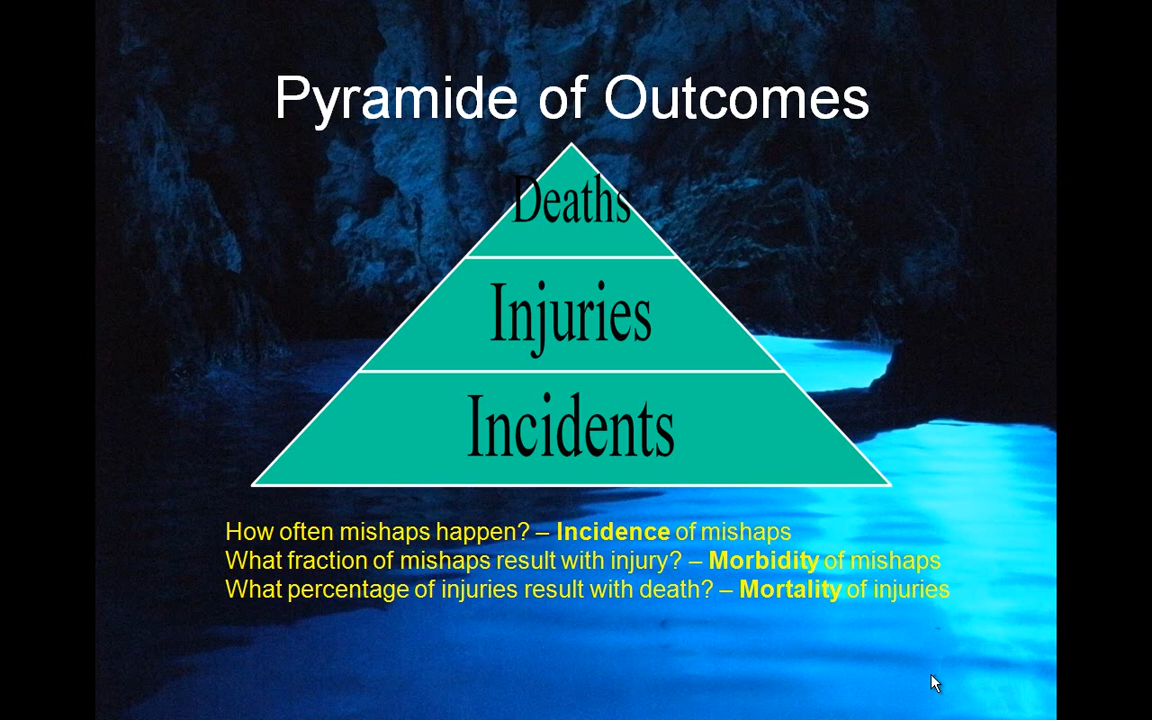 Pyramide of Outcomes
Deaths
Injuries
Incidents
How often mishaps happen? – Incidence of mishaps
What fraction of mishaps result with injury? – Morbidity of mishaps
What percentage of injuries result with death? – Mortality of injuries